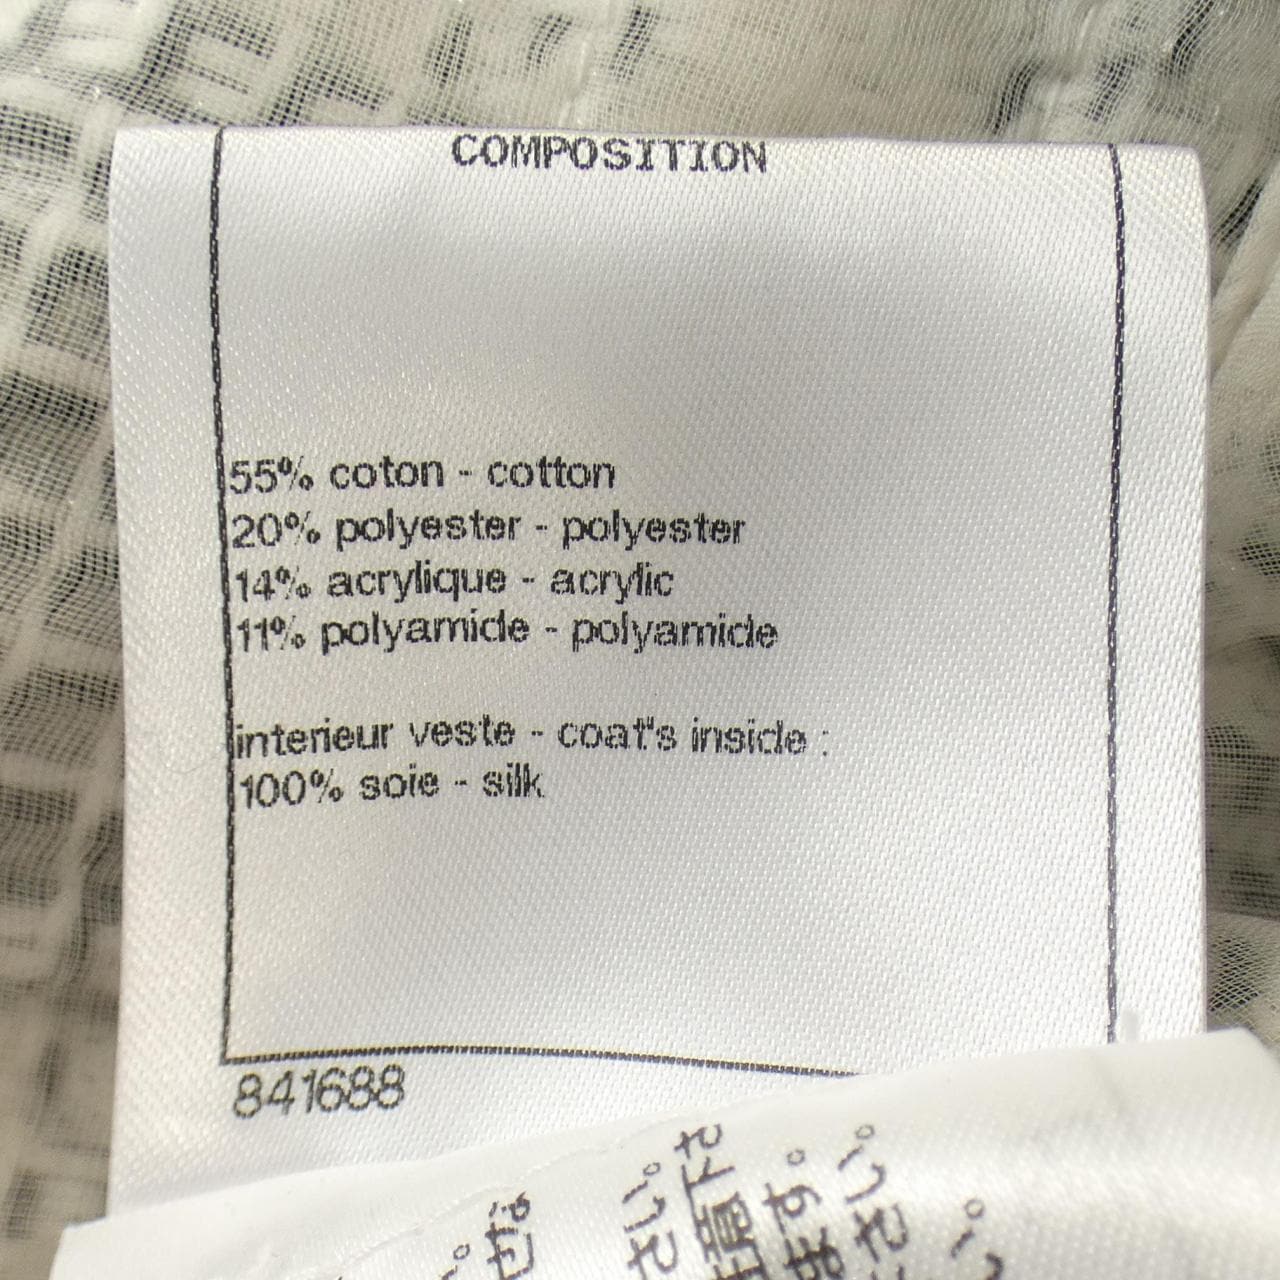 COMPOSITION
55% coton - cotton
20% polyester - polyester
14% acrylique - acrylic
11% polyamide - polyamide
interieur veste - coat's inside :
100% soie - silk
841688